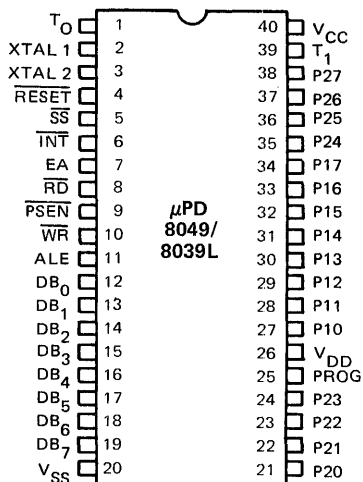 T0 1 40 VCC
XTAL 1 2 39 T1
XTAL 2 3 38 P27
RESET 4 37 P26
SS 5 36 P25
INT 6 35 P24
EA 7 34 P17
RD 8 33 P16
PSEN 9 32 P15
WR 10 31 P14
ALE 11 30 P13
DB0 12 29 P12
DB1 13 28 P11
DB2 14 27 P10
DB3 15 26 VDD
DB4 16 25 PROG
DB5 17 24 P23
DB6 18 23 P22
DB7 19 22 P21
VSS 20 21 P20
μPD
8049/
8039L